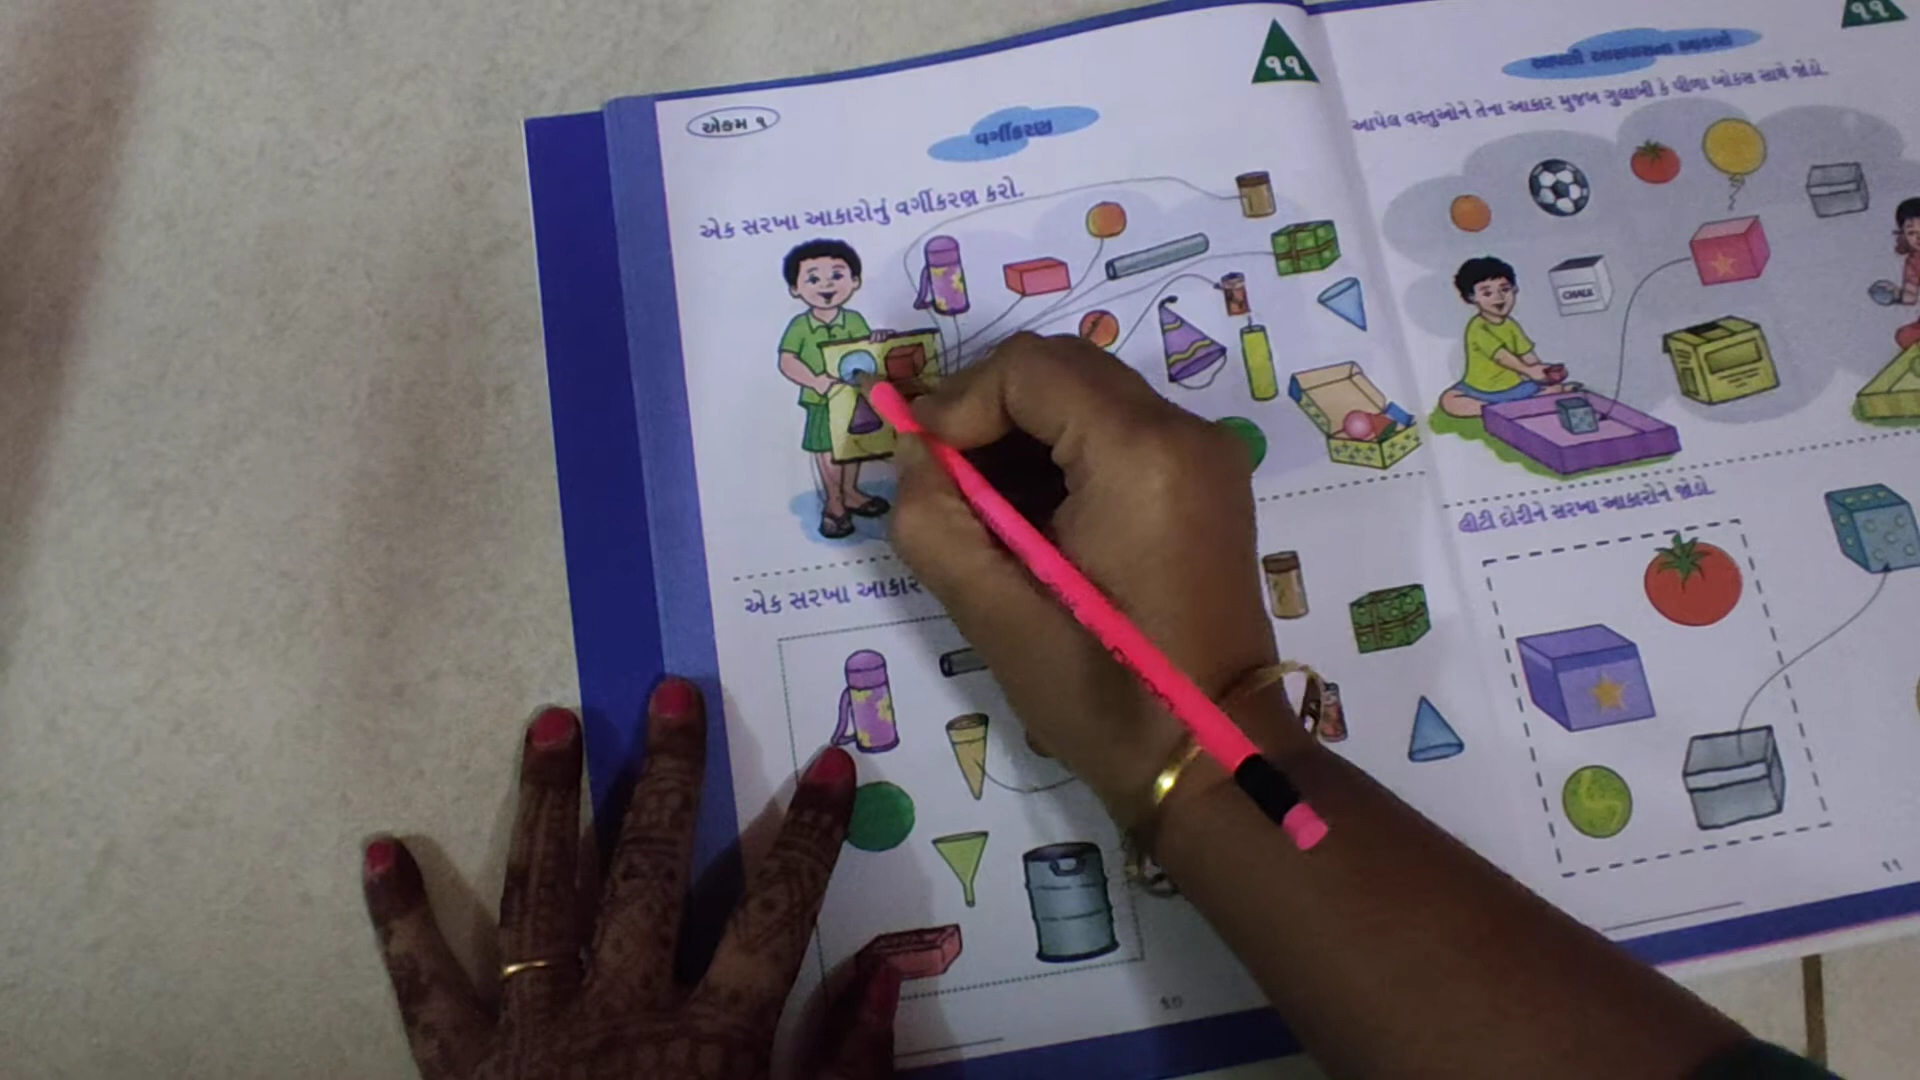 ૧૧
એકમ ૧
વર્ગીકરણ
એક સરખા આકારોનું વર્ગીકરણ કરો.
એક સરખા આકાર
૧૦
૧૧
આપેલ વસ્તુઓને તેના આકાર મુજબ ગુલાબી કે પીળા બોકસ સાથે જોડો.
CHALK
લીટી દોરીને સરખા આકારોને જોડો.
૧૧